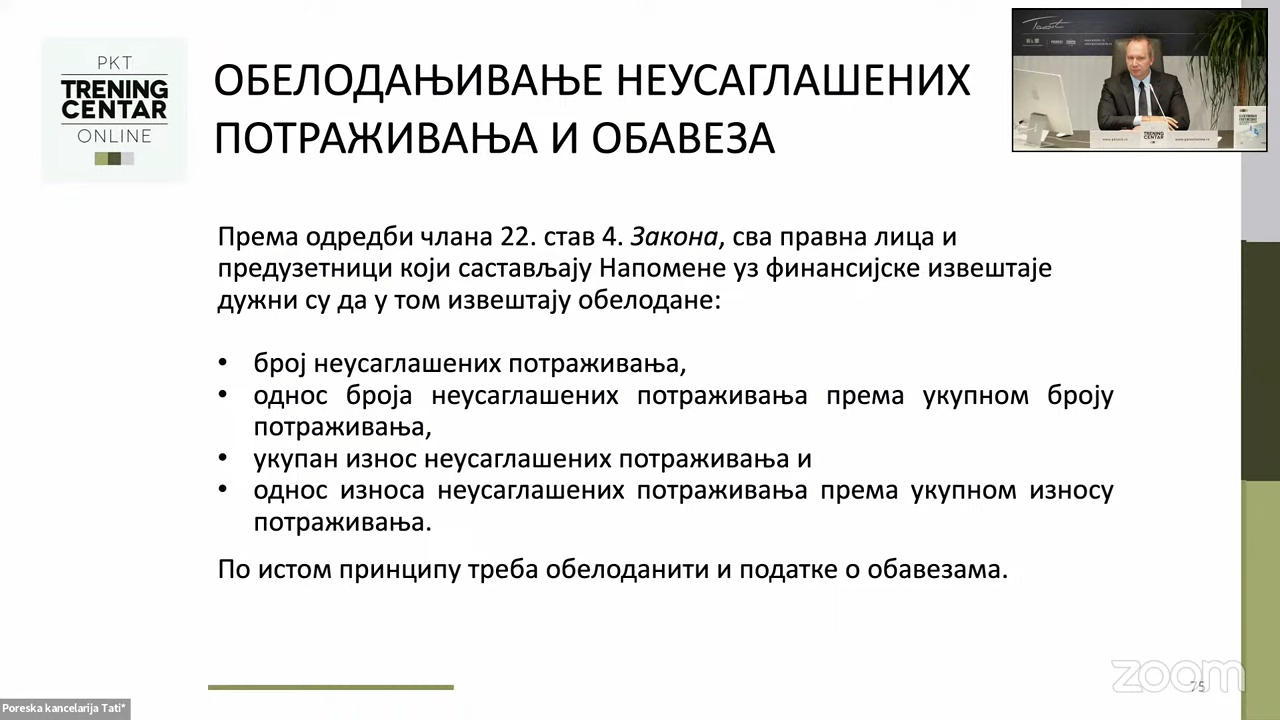 PKT
TRENING
CENTAR
ONLINE
ОБЕЛОДАЊИВАЊЕ НЕУСАГЛАШЕНИХ
ПОТРАЖИВАЊА И ОБАВЕЗА
Према одредби члана 22. став 4. Закона, сва правна лица и
предузетници који састављају Напомене уз финансијске извештаје
дужни су да у том извештају обелодане:
• број неусаглашених потраживања,
• однос броја неусаглашених потраживања према укупном броју
потраживања,
• укупан износ неусаглашених потраживања и
• однос износа неусаглашених потраживања према укупном износу
потраживања.
По истом принципу треба обелоданити и податке о обавезама.
TRENING
CENTAR
zoom
75
Poreska kancelarija Tati*